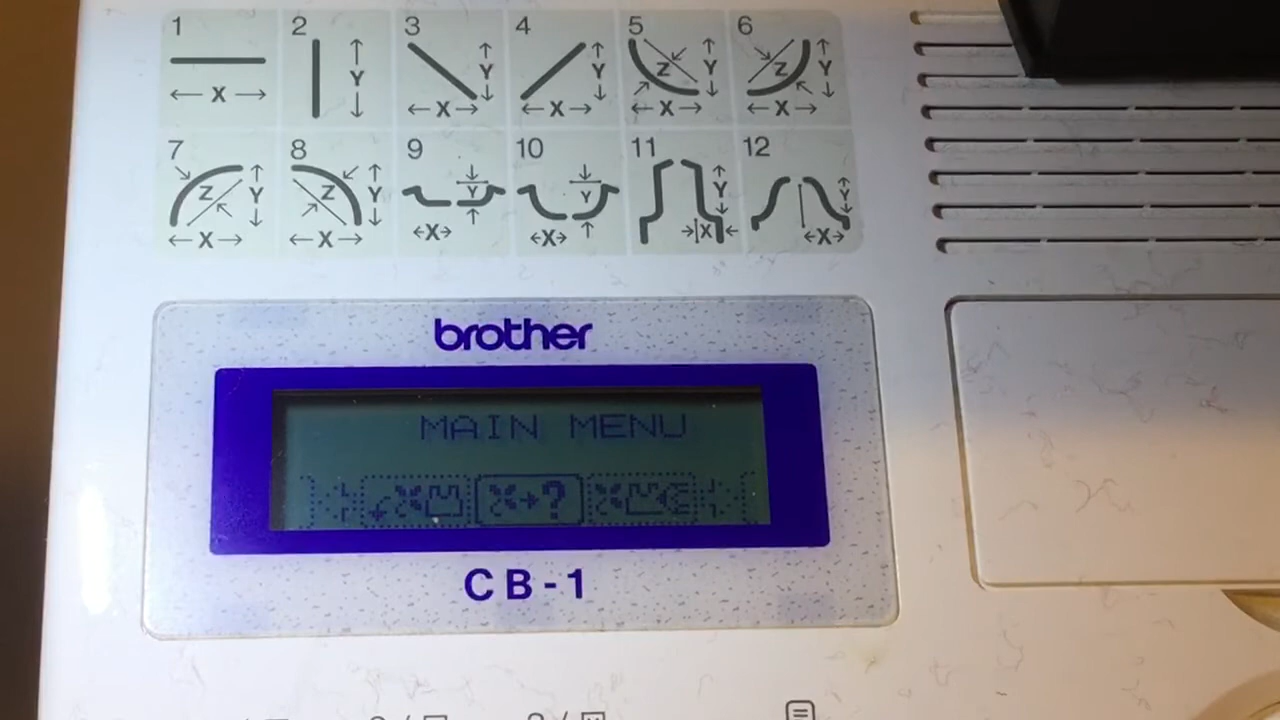 1 2 3 4 5 6
X Y X Y X Y Z X Y Z X Y
7 8 9 10 11 12
Z Y X Z Y X Y X Y X Y X Y X
brother
MAIN MENU
?
CB-1